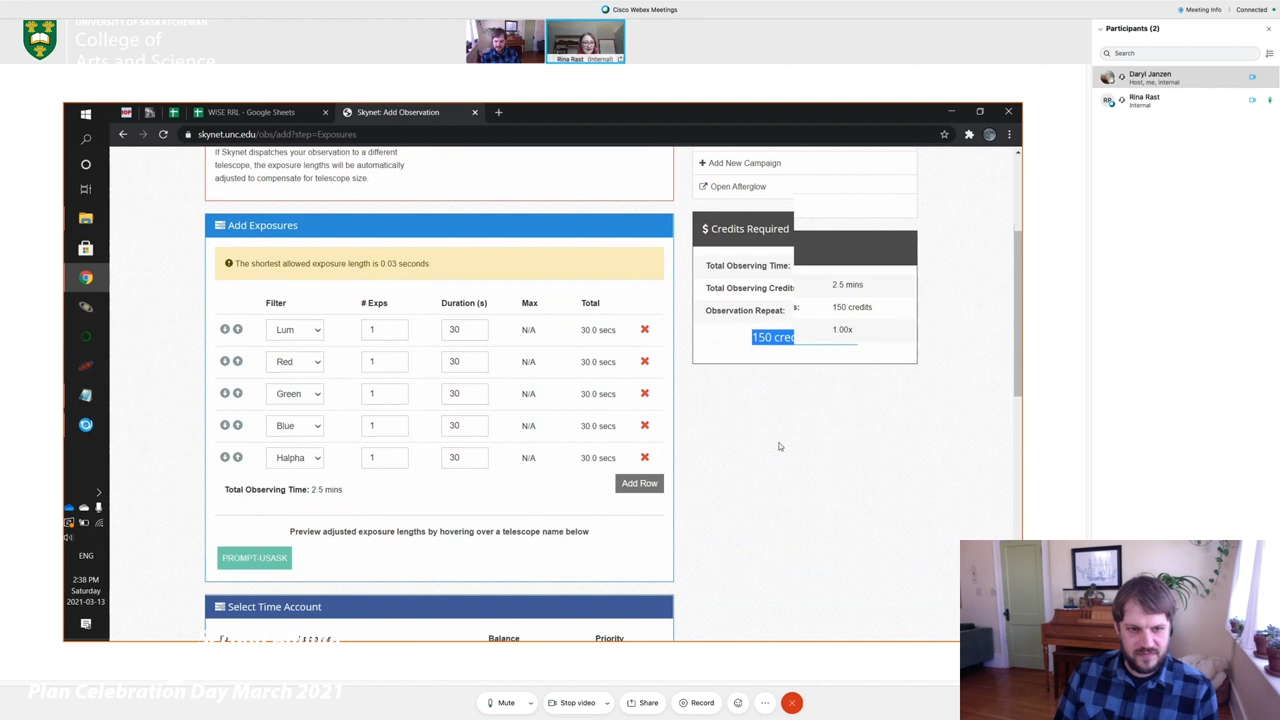 Cisco Webex Meetings
Meeting Info
Connected
UNIVERSITY OF SASKATCHEWAN
College of
Arts and Science
Rina Rast (Internal)
Participants (2)
Search
Daryl Janzen
Host, me, internal
RR
Rina Rast
Internal
WISE RRL - Google Sheets
Skynet: Add Observation
skynet.unc.edu/obs/add?step=Exposures
If Skynet dispatches your observation to a different
telescope, the exposure lengths will be automatically
adjusted to compensate for telescope size.
Add Exposures
The shortest allowed exposure length is 0.03 seconds.
Filter # Exps Duration (s) Max Total
Lum 1 30 N/A 30.0 secs
Red 1 30 N/A 30.0 secs
Green 1 30 N/A 30.0 secs
Blue 1 30 N/A 30.0 secs
Halpha 1 30 N/A 30.0 secs
Total Observing Time: 2.5 mins
Add Row
Preview adjusted exposure lengths by hovering over a telescope name below
PROMPT-USASK
Select Time Account
Balance Priority
Add New Campaign
Open Afterglow
$ Credits Required
Total Observing Time:
2.5 mins
Total Observing Credit
s:
150 credits
Observation Repeat:
1.00x
150 cred
ENG
2:38 PM
Saturday
2021-03-13
Plan Celebration Day March 2021
Mute
Stop video
Share
Record